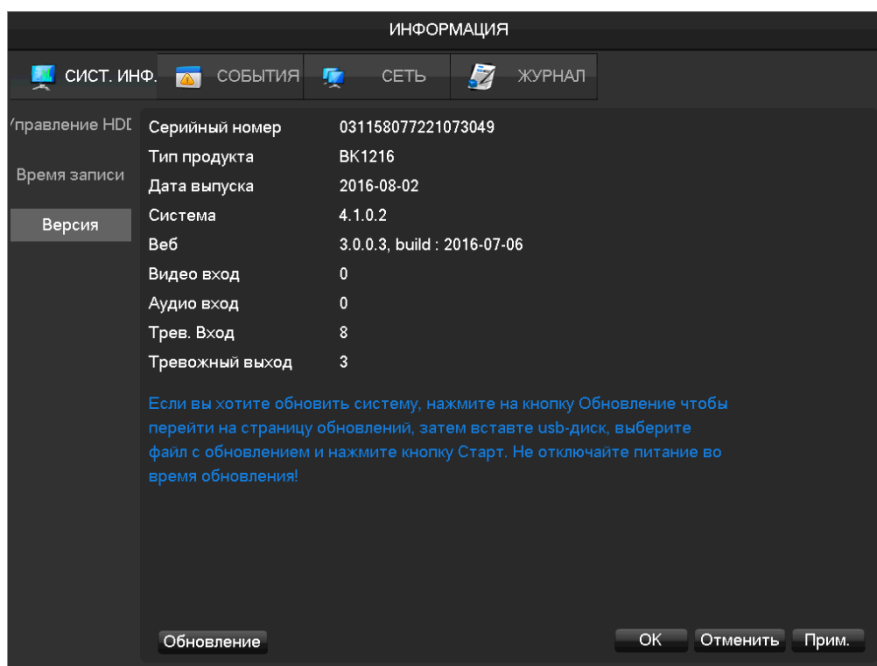 ИНФОРМАЦИЯ
СИСТ. ИНФ. СОБЫТИЯ СЕТЬ ЖУРНАЛ
Управление HDD
Время записи
Версия
Серийный номер 031158077221073049
Тип продукта BK1216
Дата выпуска 2016-08-02
Система 4.1.0.2
Веб 3.0.0.3, build : 2016-07-06
Видео вход 0
Аудио вход 0
Трев. Вход 8
Тревожный выход 3
Если вы хотите обновить систему, нажмите на кнопку Обновление чтобы
перейти на страницу обновлений, затем вставте usb-диск, выберите
файл с обновлением и нажмите кнопку Старт. Не отключайте питание во
время обновления!
Обновление OK Отменить Прим.